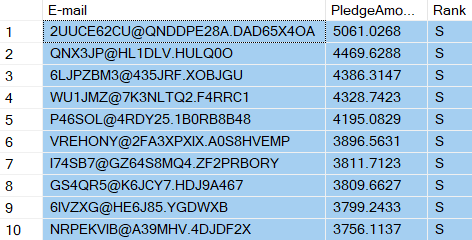 E-mail PledgeAmo... Rank
1 2UUCE62CU@QNDDPE28A.DAD65X4OA 5061.0268 S
2 QNX3JP@HL1DLV.HULQ0O 4469.6288 S
3 6LJPZBM3@435JRF.XOBJGU 4386.3147 S
4 WU1JMZ@7K3NLTQ2.F4RRC1 4328.7423 S
5 P46SOL@4RDY25.1B0RB8B48 4195.0829 S
6 VREHONY@2FA3XPXIX.A0S8HVEMP 3896.5631 S
7 I74SB7@GZ64S8MQ4.ZF2PRBORY 3811.7123 S
8 GS4QR5@K6JCY7.HDJ9A467 3809.6627 S
9 6IVZXG@HE6J85.YGDWXB 3799.2433 S
10 NRPEKVIB@A39MHV.4DJDF2X 3756.1137 S